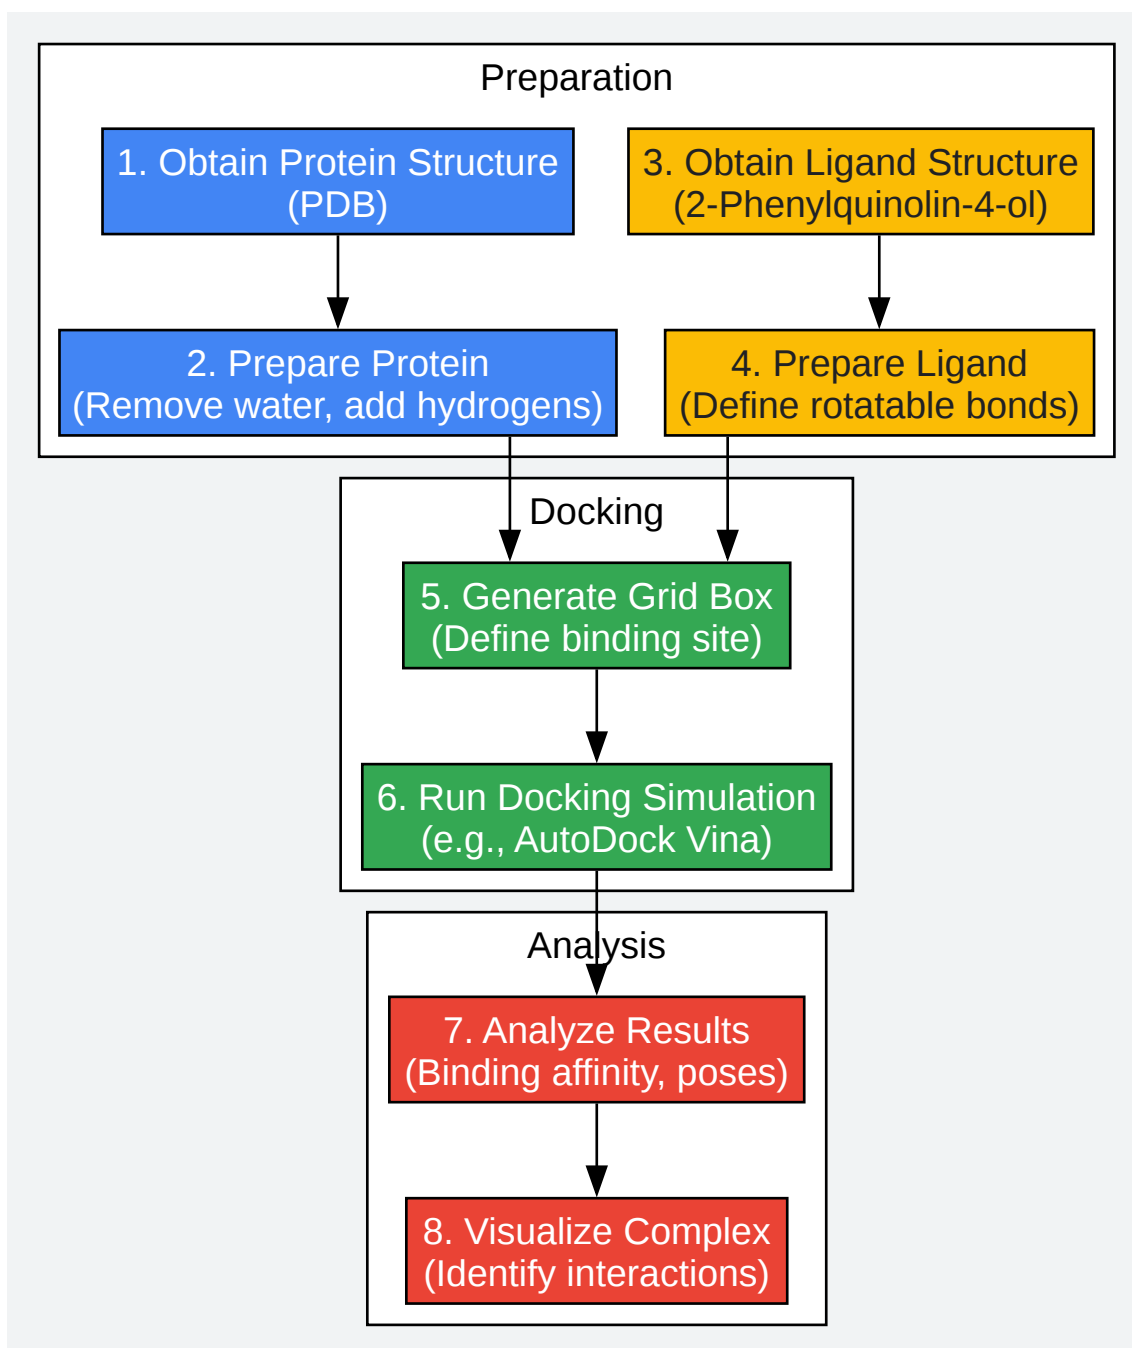 Preparation
1. Obtain Protein Structure
(PDB)
3. Obtain Ligand Structure
(2-Phenylquinolin-4-ol)
2. Prepare Protein
(Remove water, add hydrogens)
4. Prepare Ligand
(Define rotatable bonds)
Docking
5. Generate Grid Box
(Define binding site)
6. Run Docking Simulation
(e.g., AutoDock Vina)
Analysis
7. Analyze Results
(Binding affinity, poses)
8. Visualize Complex
(Identify interactions)